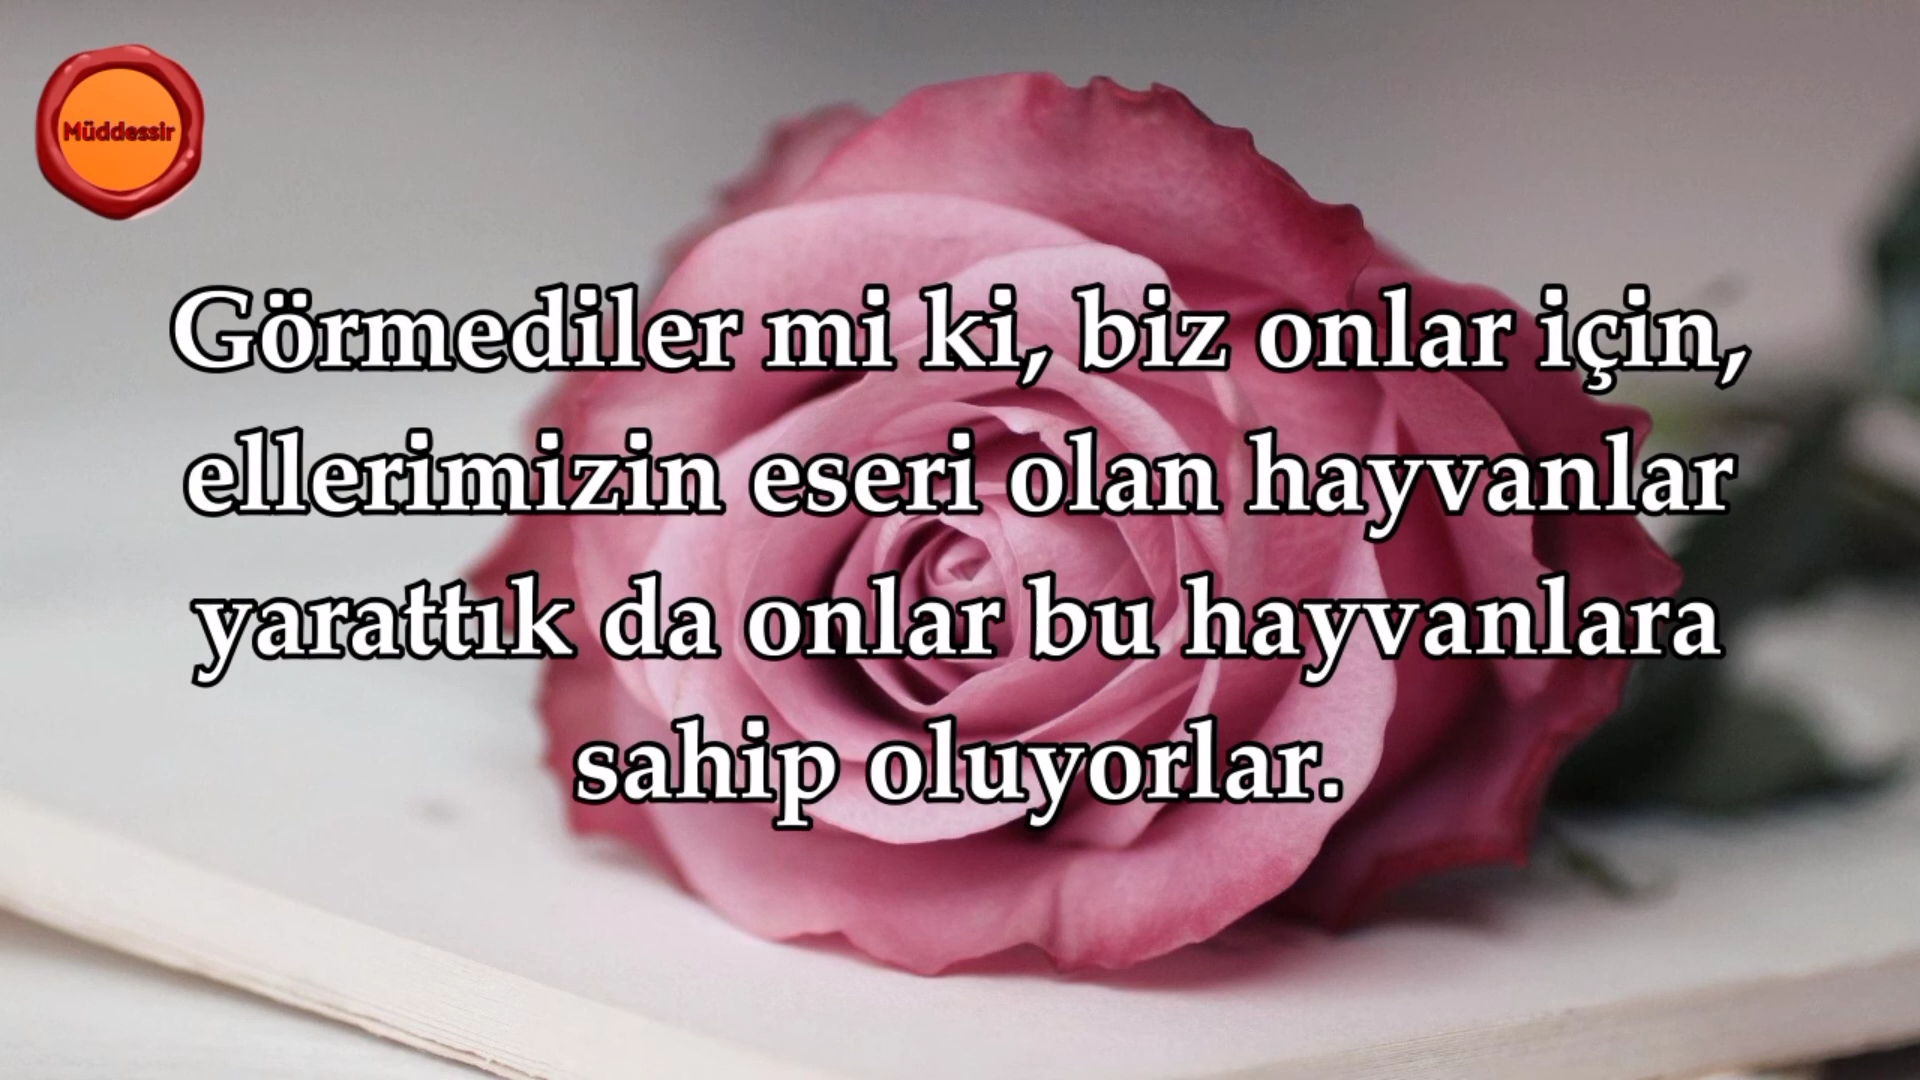 Müddessir
Görmediler mi ki, biz onlar için,
ellerimizin eseri olan hayvanlar
yarattık da onlar bu hayvanlara
sahip oluyorlar.